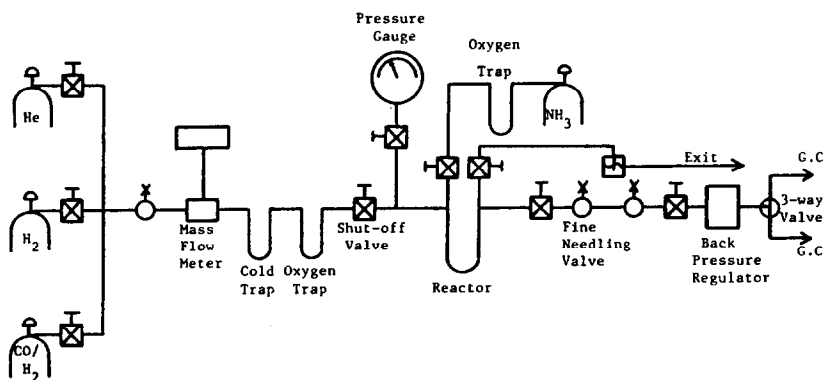 Pressure
Gauge
Oxygen
Trap
He
NH3
Exit
G.C
3-way
Valve
G.C
H2
Mass
Flow
Meter
Cold
Trap
Oxygen
Trap
Shut-off
Valve
Reactor
Fine
Needling
Valve
Back
Pressure
Regulator
CO/
H2